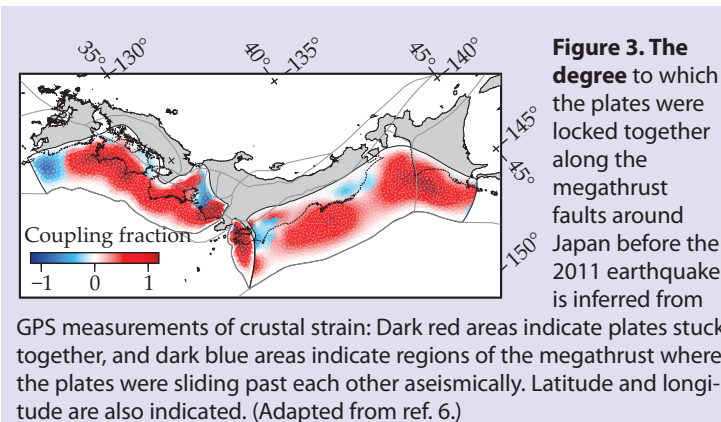 35° 130° 40° 135° 45° 140°
145°
45°
150°
Coupling fraction
−1 0 1
Figure 3. The
degree to which
the plates were
locked together
along the
megathrust
faults around
Japan before the
2011 earthquake
is inferred from
GPS measurements of crustal strain: Dark red areas indicate plates stuck
together, and dark blue areas indicate regions of the megathrust where
the plates were sliding past each other aseismically. Latitude and longi-
tude are also indicated. (Adapted from ref. 6.)